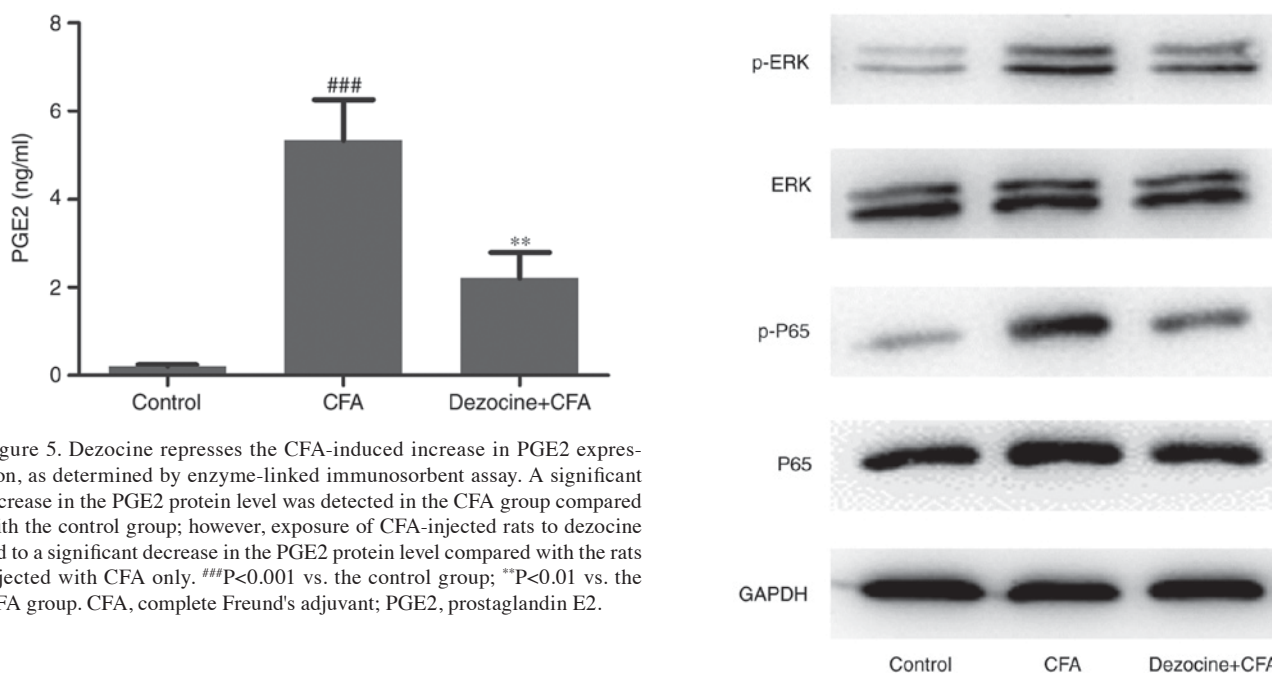 8
6
4
2
0
PGE2 (ng/ml)
###
**
Control CFA Dezocine+CFA
gure 5. Dezocine represses the CFA-induced increase in PGE2 expres-
on, as determined by enzyme-linked immunosorbent assay. A significant
crease in the PGE2 protein level was detected in the CFA group compared
ith the control group; however, exposure of CFA-injected rats to dezocine
d to a significant decrease in the PGE2 protein level compared with the rats
jected with CFA only. ###P<0.001 vs. the control group; **P<0.01 vs. the
FA group. CFA, complete Freund's adjuvant; PGE2, prostaglandin E2.
p-ERK
ERK
p-P65
P65
GAPDH
Control CFA Dezocine+CFA